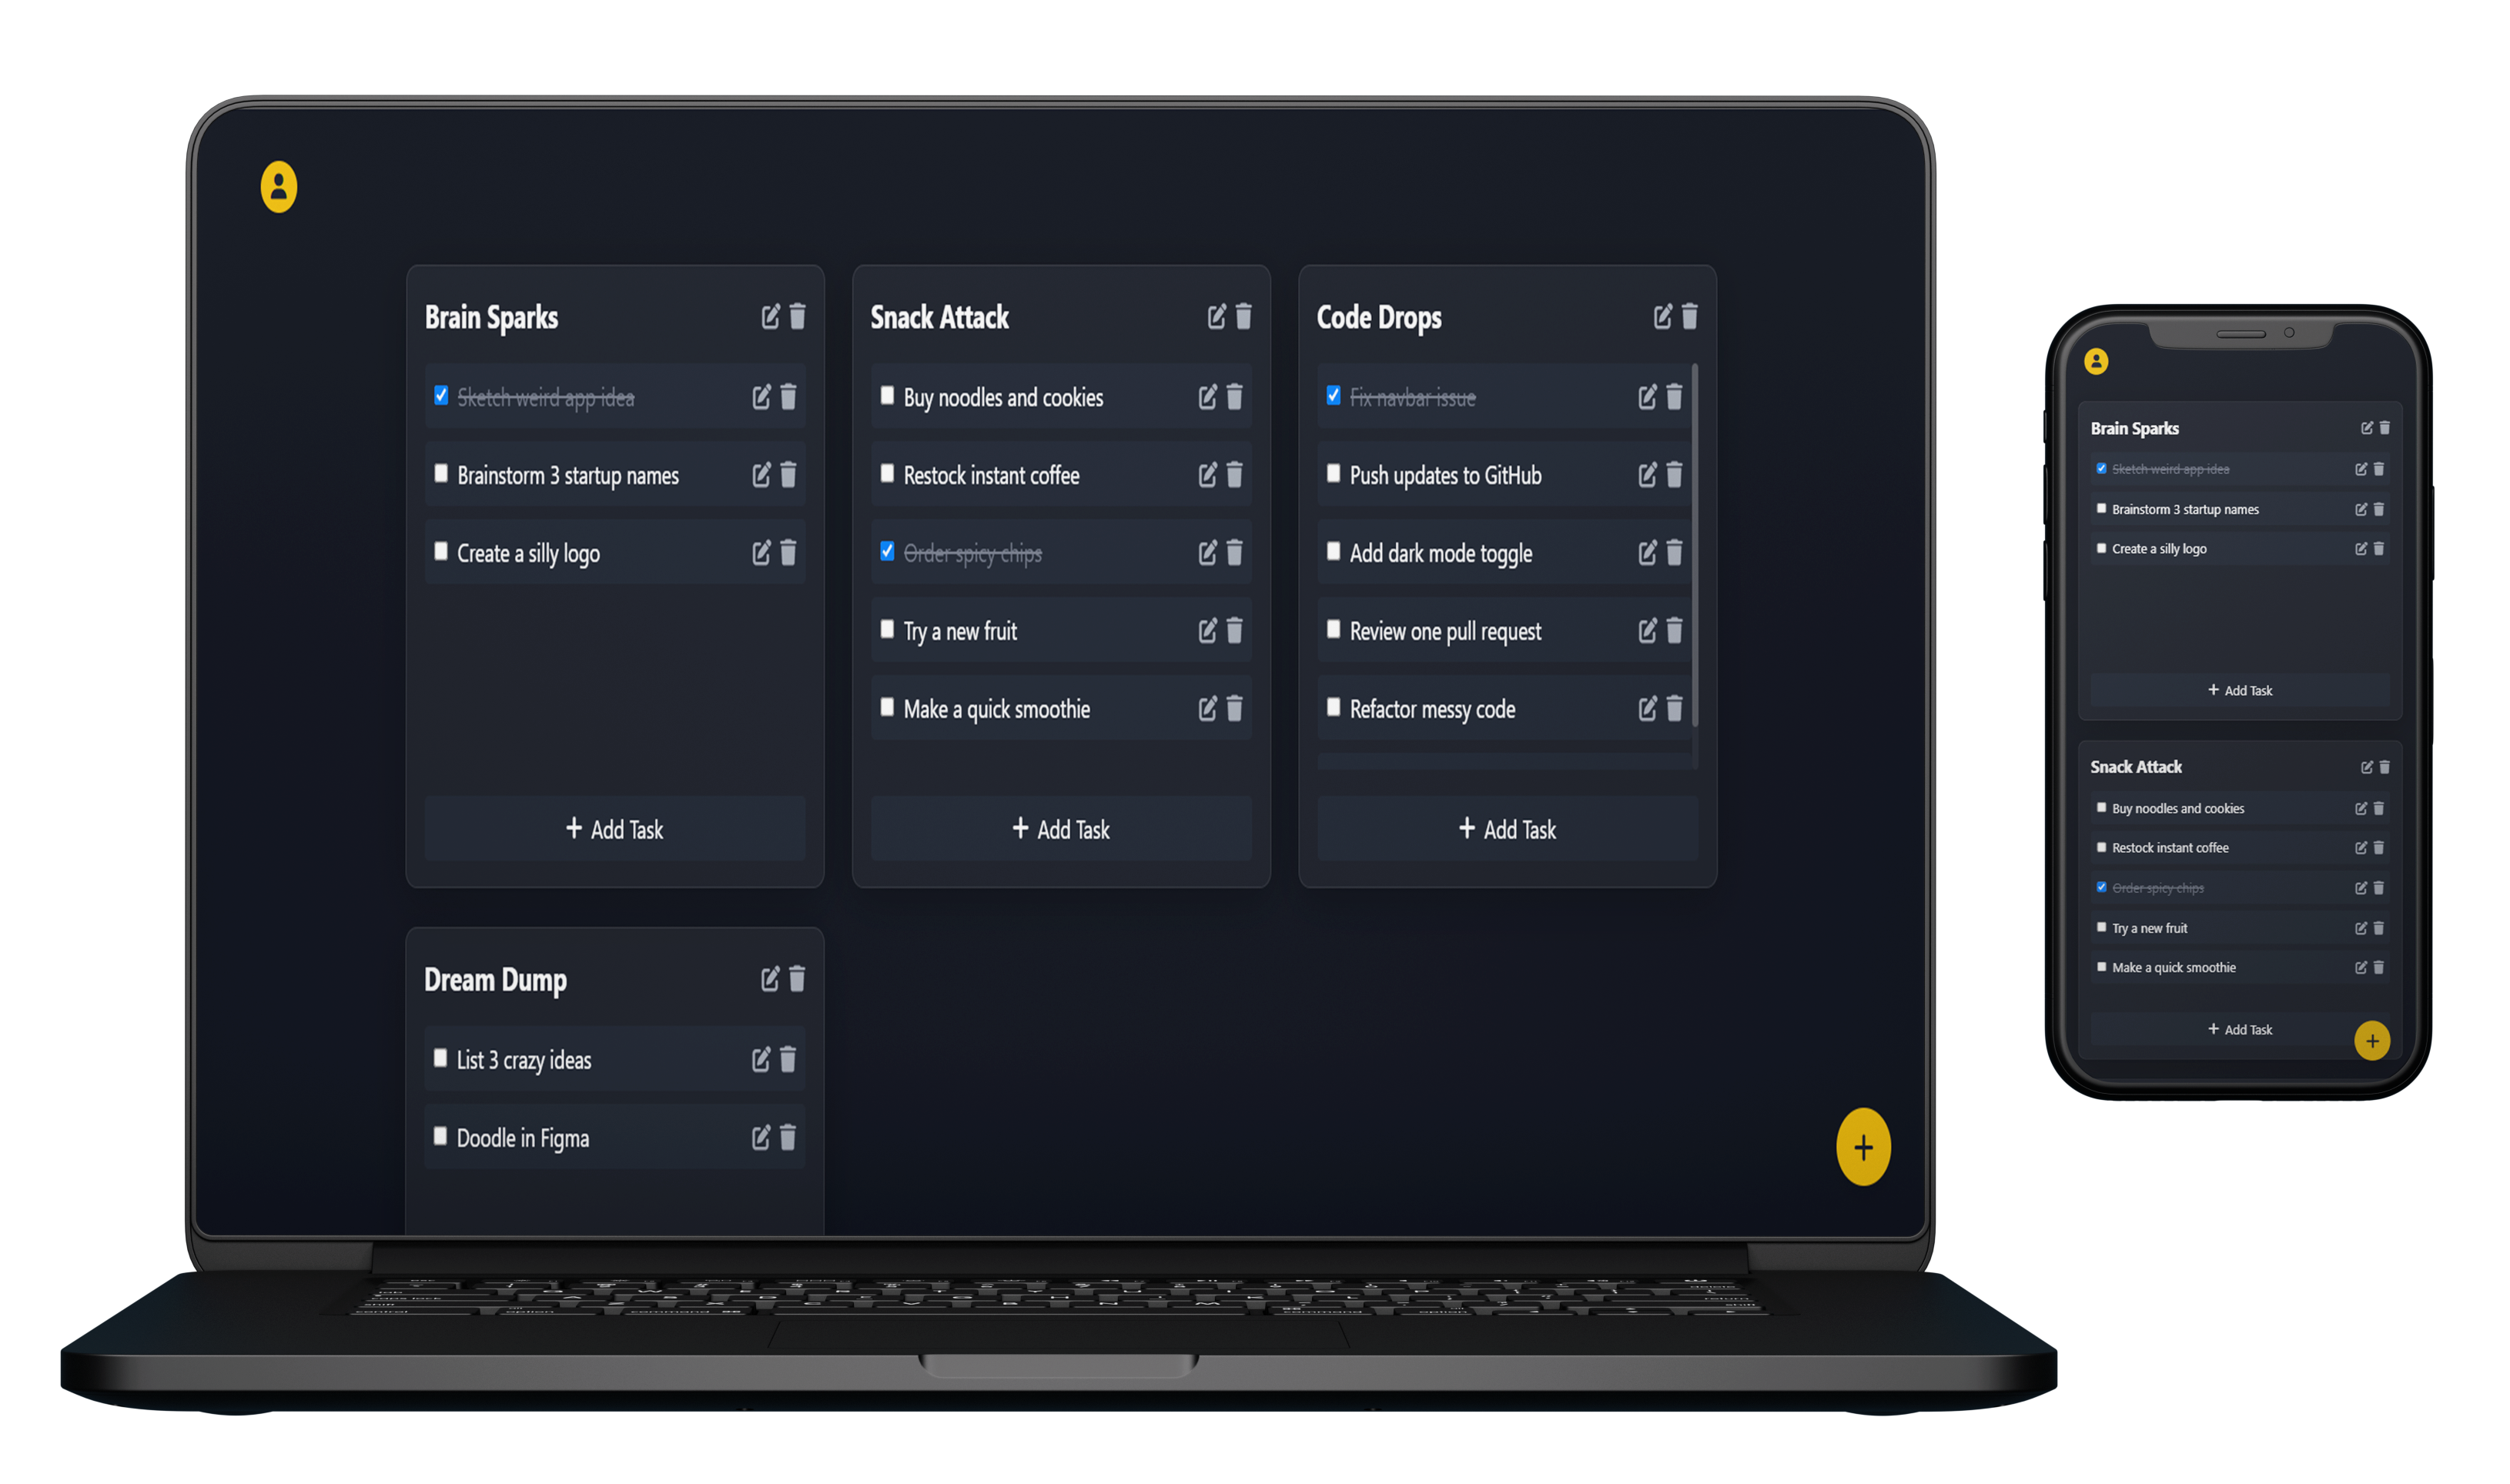 Brain Sparks
Sketch weird app idea
Brainstorm 3 startup names
Create a silly logo
+ Add Task
Snack Attack
Buy noodles and cookies
Restock instant coffee
Order spicy chips
Try a new fruit
Make a quick smoothie
+ Add Task
Code Drops
Fix navbar issue
Push updates to GitHub
Add dark mode toggle
Review one pull request
Refactor messy code
+ Add Task
Dream Dump
List 3 crazy ideas
Doodle in Figma
+
Brain Sparks
Sketch weird app idea
Brainstorm 3 startup names
Create a silly logo
+ Add Task
Snack Attack
Buy noodles and cookies
Restock instant coffee
Order spicy chips
Try a new fruit
Make a quick smoothie
+ Add Task
+